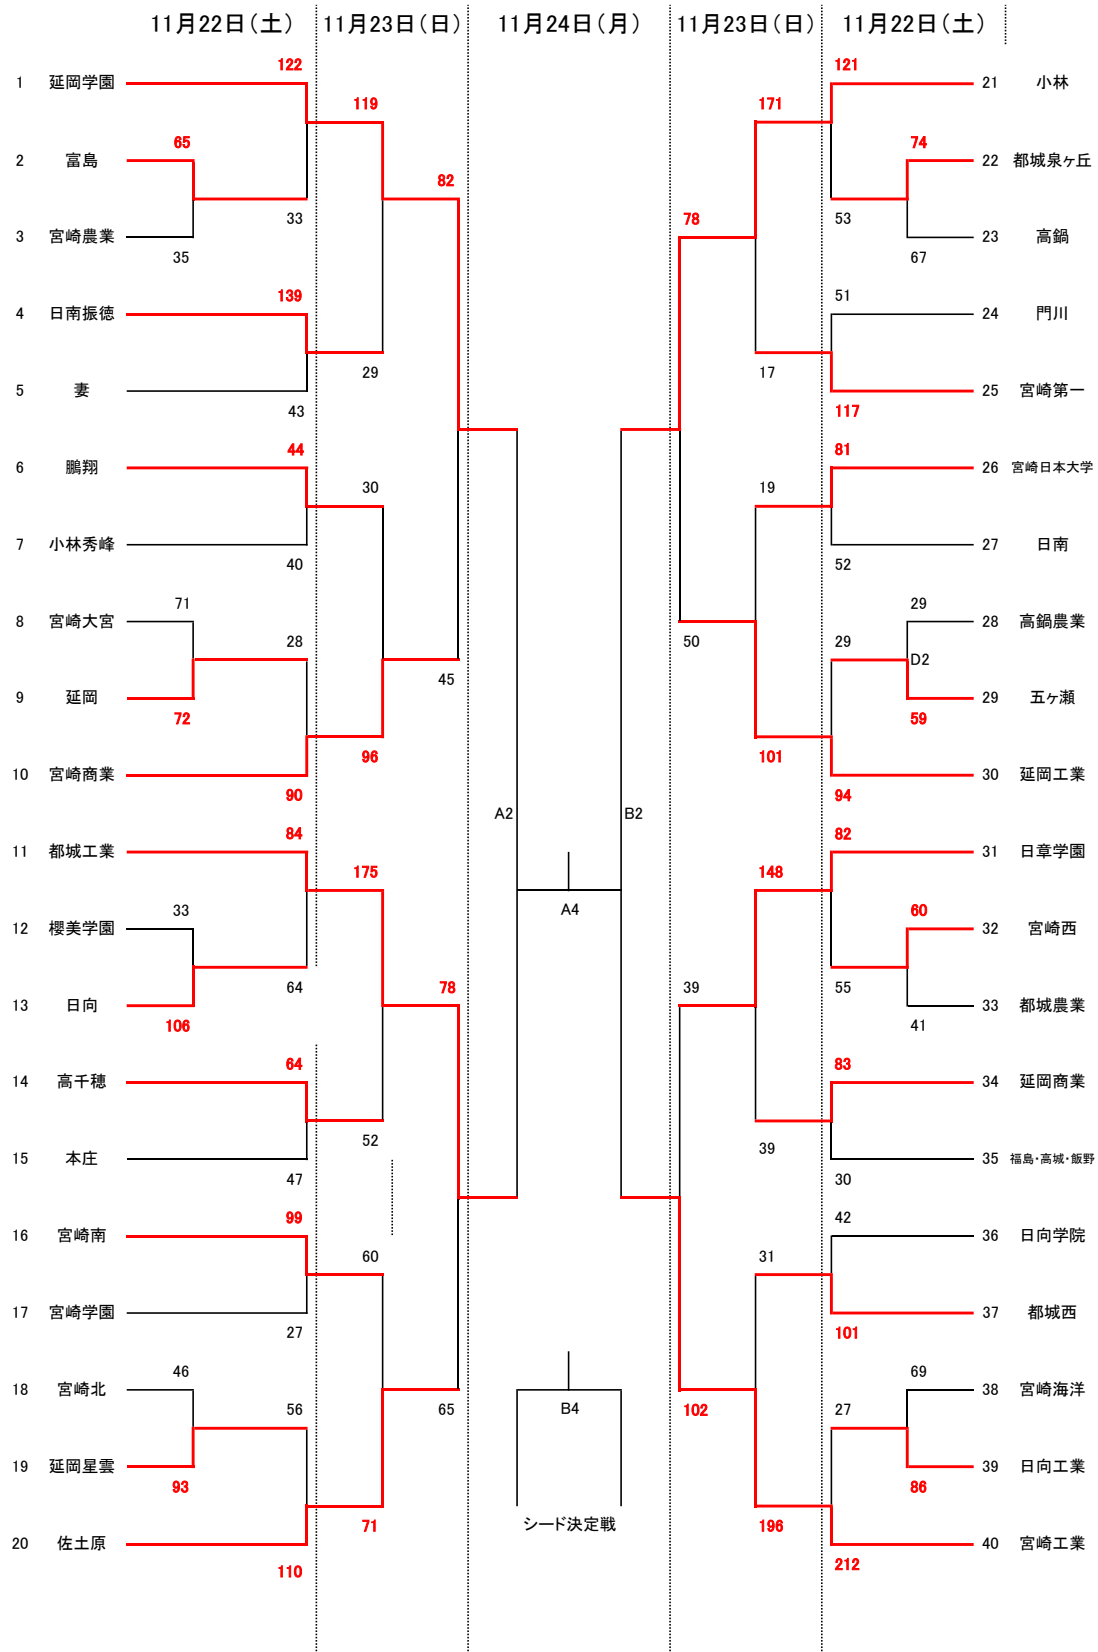 11月22日(土) 11月23日(日) 11月24日(月) 11月23日(日) 11月22日(土)
122 121
1 延岡学園 21 小林
119 171
65 74
2 富島 22 都城泉ヶ丘
82
33 78 53
3 宮崎農業 23 高鍋
35 67
139 51
4 日南振徳 24 門川
29 17
5 妻 25 宮崎第一
43 117
44 81
6 鵬翔 26 宮崎日本大学
30 19
7 小林秀峰 27 日南
40 52
71 29
8 宮崎大宮 28 高鍋農業
28 50 29
D2
45
9 延岡 29 五ヶ瀬
72 59
96 101
10 宮崎商業 30 延岡工業
90 94
A2 B2
84 82
11 都城工業 31 日章学園
175 148
33 A4 60
12 櫻美学園 32 宮崎西
64 78 39 55
13 日向 33 都城農業
106 41
64 83
14 高千穂 34 延岡商業
52 39
15 本庄 35 福島・高城・飯野
47 30
99 42
16 宮崎南 36 日向学院
60 31
17 宮崎学園 37 都城西
27 101
46 69
18 宮崎北 38 宮崎海洋
56 65 B4 102 27
19 延岡星雲 39 日向工業
93 86
71 シード決定戦 196
20 佐土原 40 宮崎工業
110 212